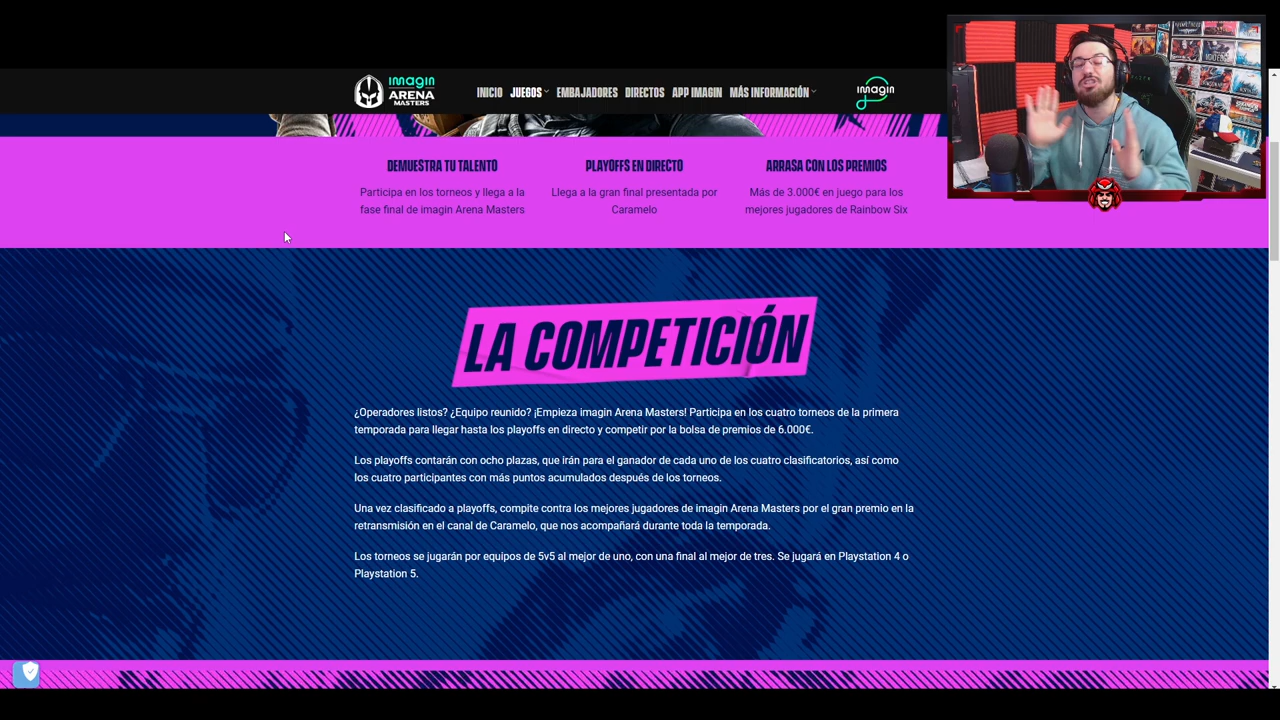 imagin
ARENA
MASTERS
INICIO JUEGOS EMBAJADORES DIRECTOS APP IMAGIN MÁS INFORMACIÓN
imagin
DEMUESTRA TU TALENTO
Participa en los torneos y llega a la
fase final de imagin Arena Masters
PLAYOFFS EN DIRECTO
Llega a la gran final presentada por
Caramelo
ARRASA CON LOS PREMIOS
Más de 3.000€ en juego para los
mejores jugadores de Rainbow Six
LA COMPETICIÓN
¿Operadores listos? ¿Equipo reunido? ¡Empieza imagin Arena Masters! Participa en los cuatro torneos de la primera
temporada para llegar hasta los playoffs en directo y competir por la bolsa de premios de 6.000€.
Los playoffs contarán con ocho plazas, que irán para el ganador de cada uno de los cuatro clasificatorios, así como
los cuatro participantes con más puntos acumulados después de los torneos.
Una vez clasificado a playoffs, compite contra los mejores jugadores de imagin Arena Masters por el gran premio en la
retransmisión en el canal de Caramelo, que nos acompañará durante toda la temporada.
Los torneos se jugarán por equipos de 5v5 al mejor de uno, con una final al mejor de tres. Se jugará en Playstation 4 o
Playstation 5.